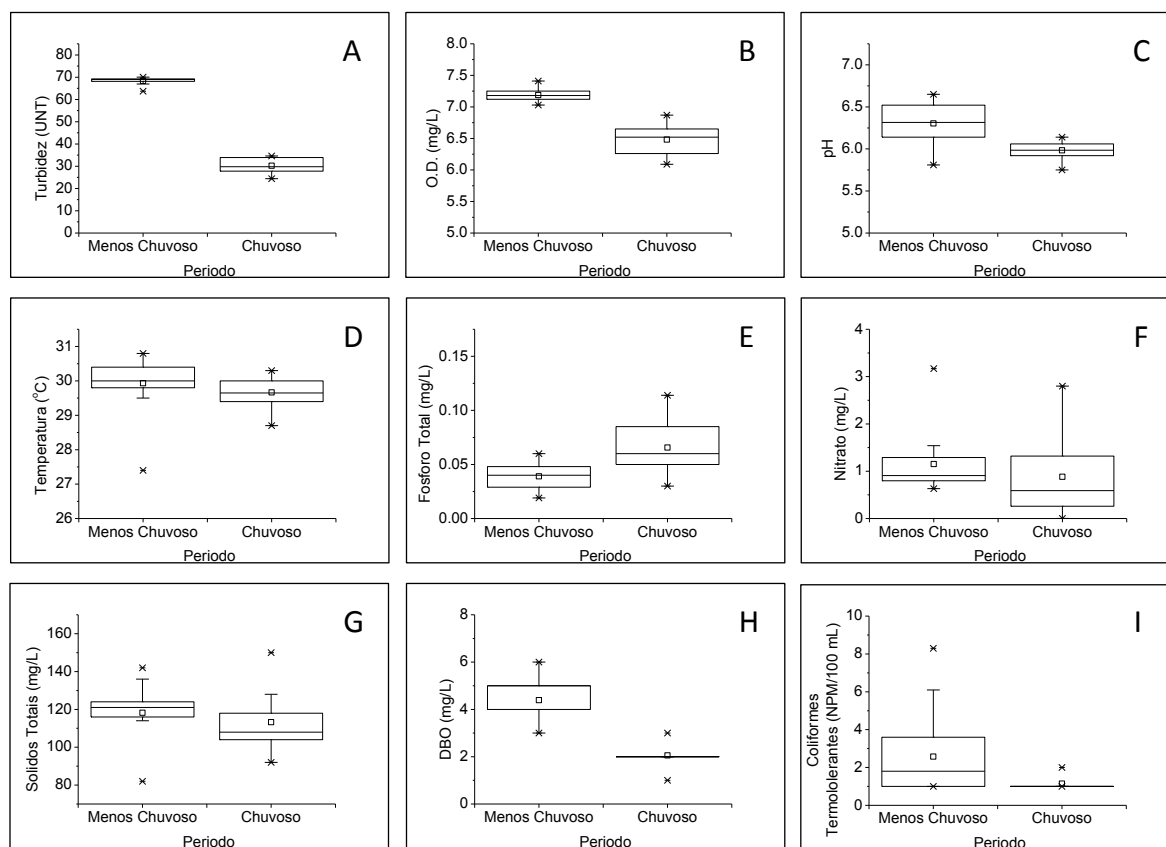 A
Turbidez (UNT)
80
70
60
50
40
30
20
10
0
Menos Chuvoso Chuvoso
Periodo
B
O.D. (mg/L)
8.0
7.5
7.0
6.5
6.0
5.5
5.0
Menos Chuvoso Chuvoso
Periodo
C
pH
7.0
6.5
6.0
5.5
5.0
Menos Chuvoso Chuvoso
Periodo
D
Temperatura (°C)
31
30
29
28
27
26
Menos Chuvoso Chuvoso
Periodo
E
Fosforo Total (mg/L)
0.15
0.10
0.05
0.00
Menos Chuvoso Chuvoso
Periodo
F
Nitrato (mg/L)
4
3
2
1
0
Menos Chuvoso Chuvoso
Periodo
G
Solidos Totais (mg/L)
160
140
120
100
80
Menos Chuvoso Chuvoso
Periodo
H
DBO (mg/L)
8
6
4
2
0
Menos Chuvoso Chuvoso
Periodo
I
Coliformes
Termololerantes (NPM/100 mL)
10
8
6
4
2
0
Menos Chuvoso Chuvoso
Periodo